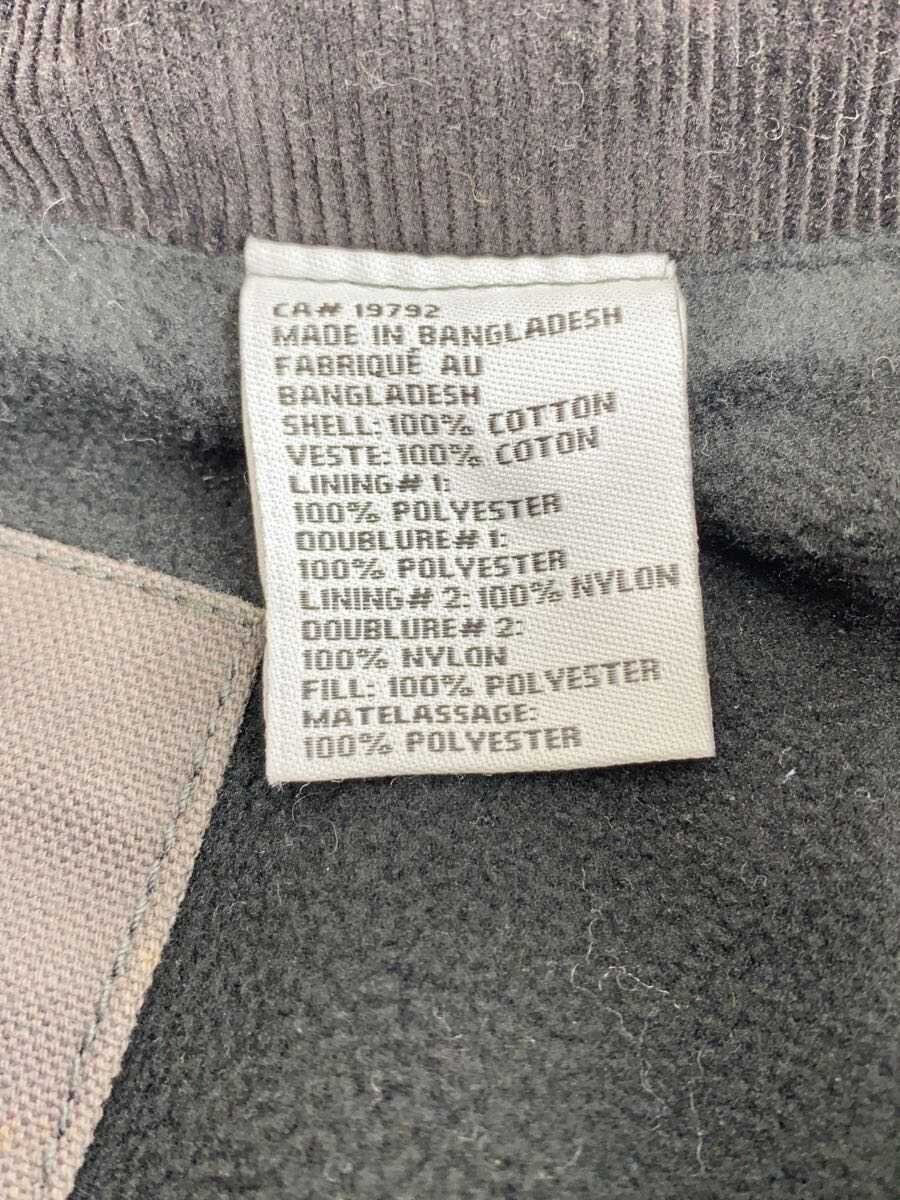 CA# 19792
MADE IN BANGLADESH
FABRIQUÉ AU
BANGLADESH
SHELL: 100% COTTON
VESTE: 100% COTON
LINING# 1:
100% POLYESTER
DOUBLURE# 1:
100% POLYESTER
LINING# 2: 100% NYLON
DOUBLURE# 2:
100% NYLON
FILL: 100% POLYESTER
MATELASSAGE:
100% POLYESTER